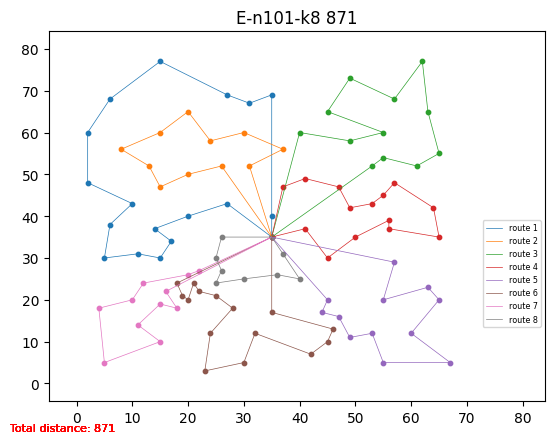 E-n101-k8 871
80
70
60
50
40
30
20
10
0
route 1
route 2
route 3
route 4
route 5
route 6
route 7
route 8
0 10 20 30 40 50 60 70 80
Total distance: 871